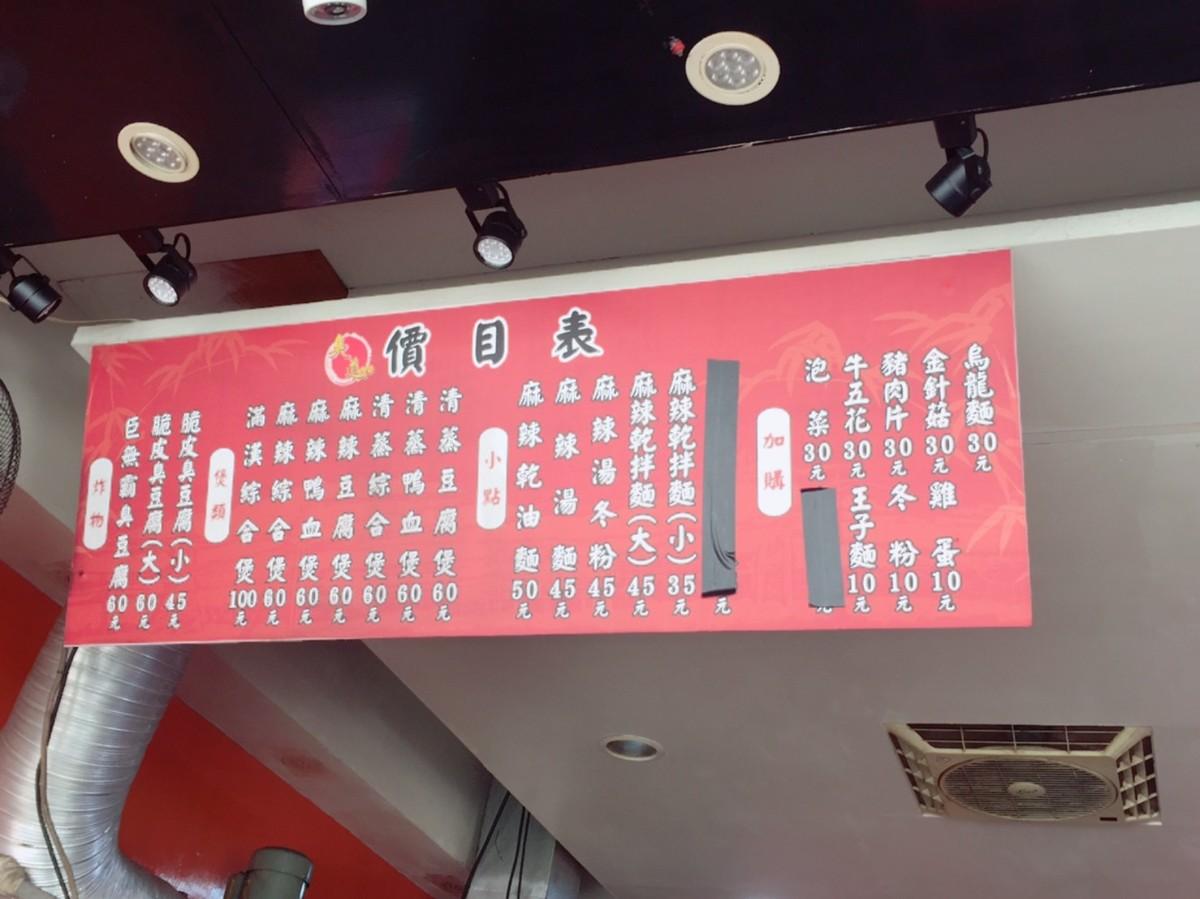 價目表
烏龍麵30元
金針菇30元
雞蛋10元
豬肉片30元
冬粉10元
牛五花30元
王子麵10元
泡菜30元
元
加購
元
麻辣乾拌麵(小)35元
麻辣乾拌麵(大)45元
麻辣湯冬粉45元
麻辣湯麵45元
麻辣乾油麵50元
小點
清蒸豆腐煲60元
清蒸鴨血煲60元
清蒸綜合煲60元
麻辣豆腐煲60元
麻辣鴨血煲60元
麻辣綜合煲60元
滿漢綜合煲100元
煲類
脆皮臭豆腐(小)45元
脆皮臭豆腐(大)60元
巨無霸臭豆腐60元
炸物